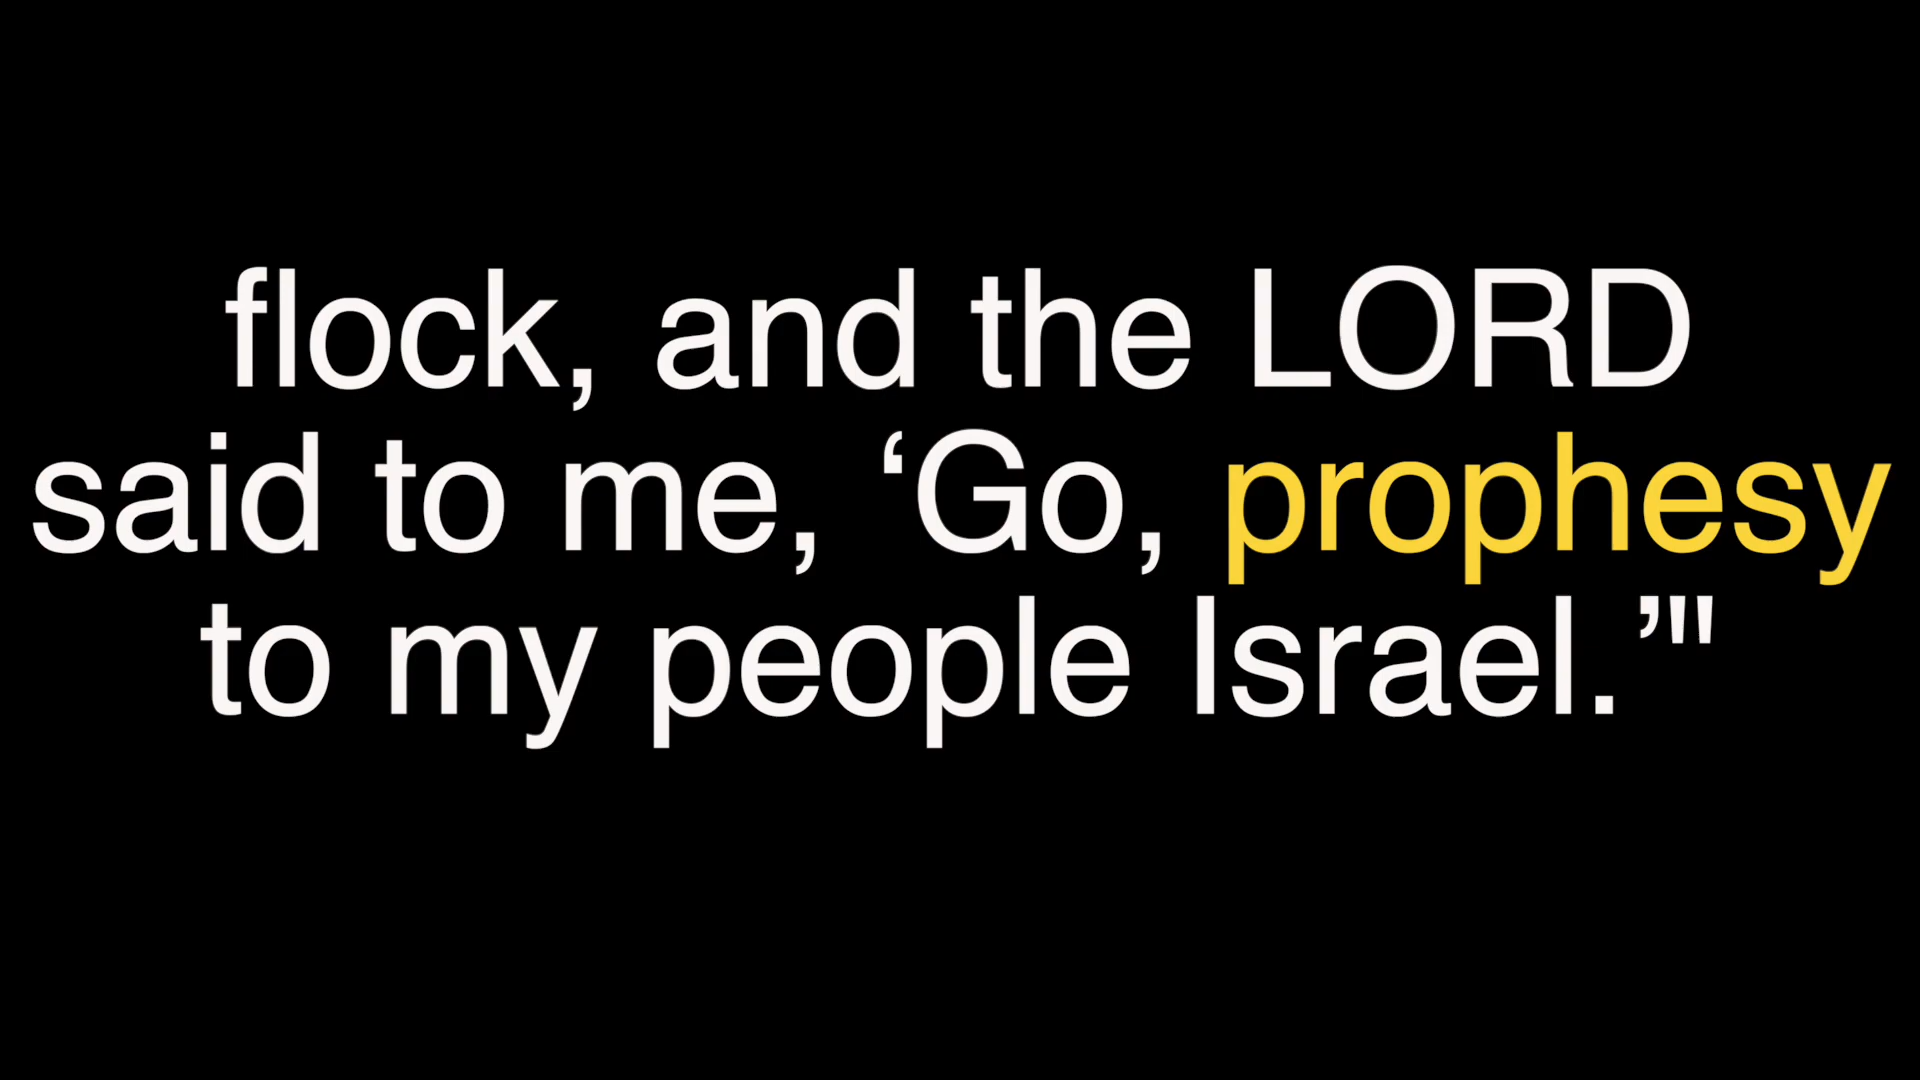 flock, and the LORD
said to me, ‘Go, prophesy
to my people Israel.’"